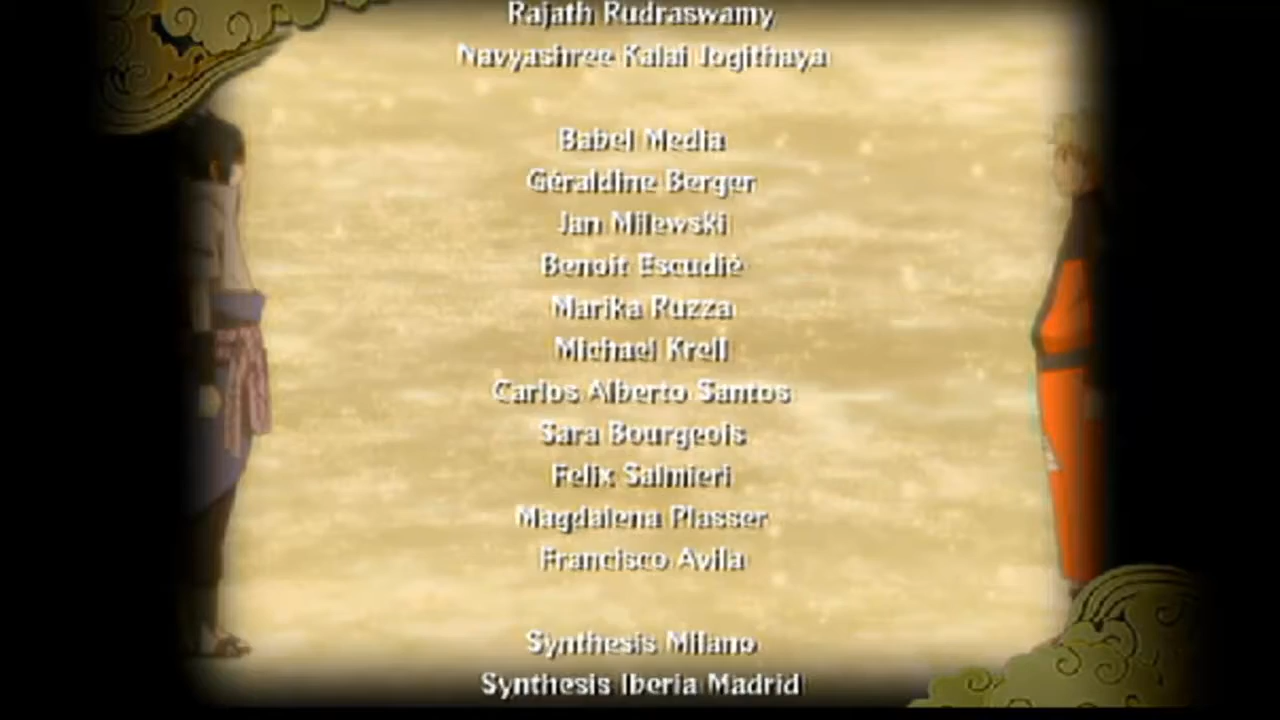 Rajath Rudraswamy
Navyashree Kalai Jogithaya
Babel Media
Géraldine Berger
Jan Milewski
Benoit Escudié
Marika Ruzza
Michael Krell
Carlos Alberto Santos
Sara Bourgeois
Felix Salmieri
Magdalena Plasser
Francisco Avila
Synthesis Milano
Synthesis Iberia Madrid